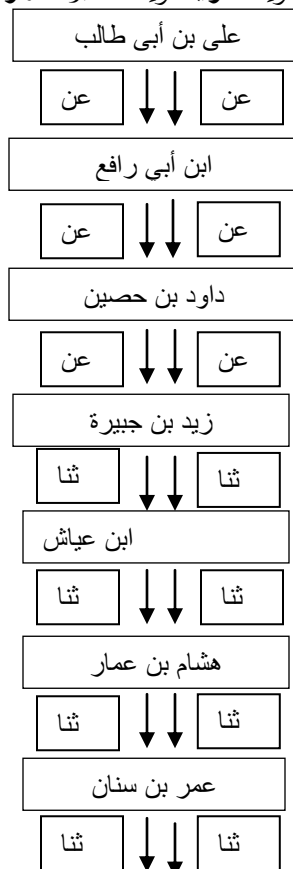 على بن أبى طالب
عن عن
ابن أبي رافع
عن عن
داود بن حصين
عن عن
زيد بن جبيرة
ثنا ثنا
ابن عياش
ثنا ثنا
هشام بن عمار
ثنا ثنا
عمر بن سنان
ثنا ثنا